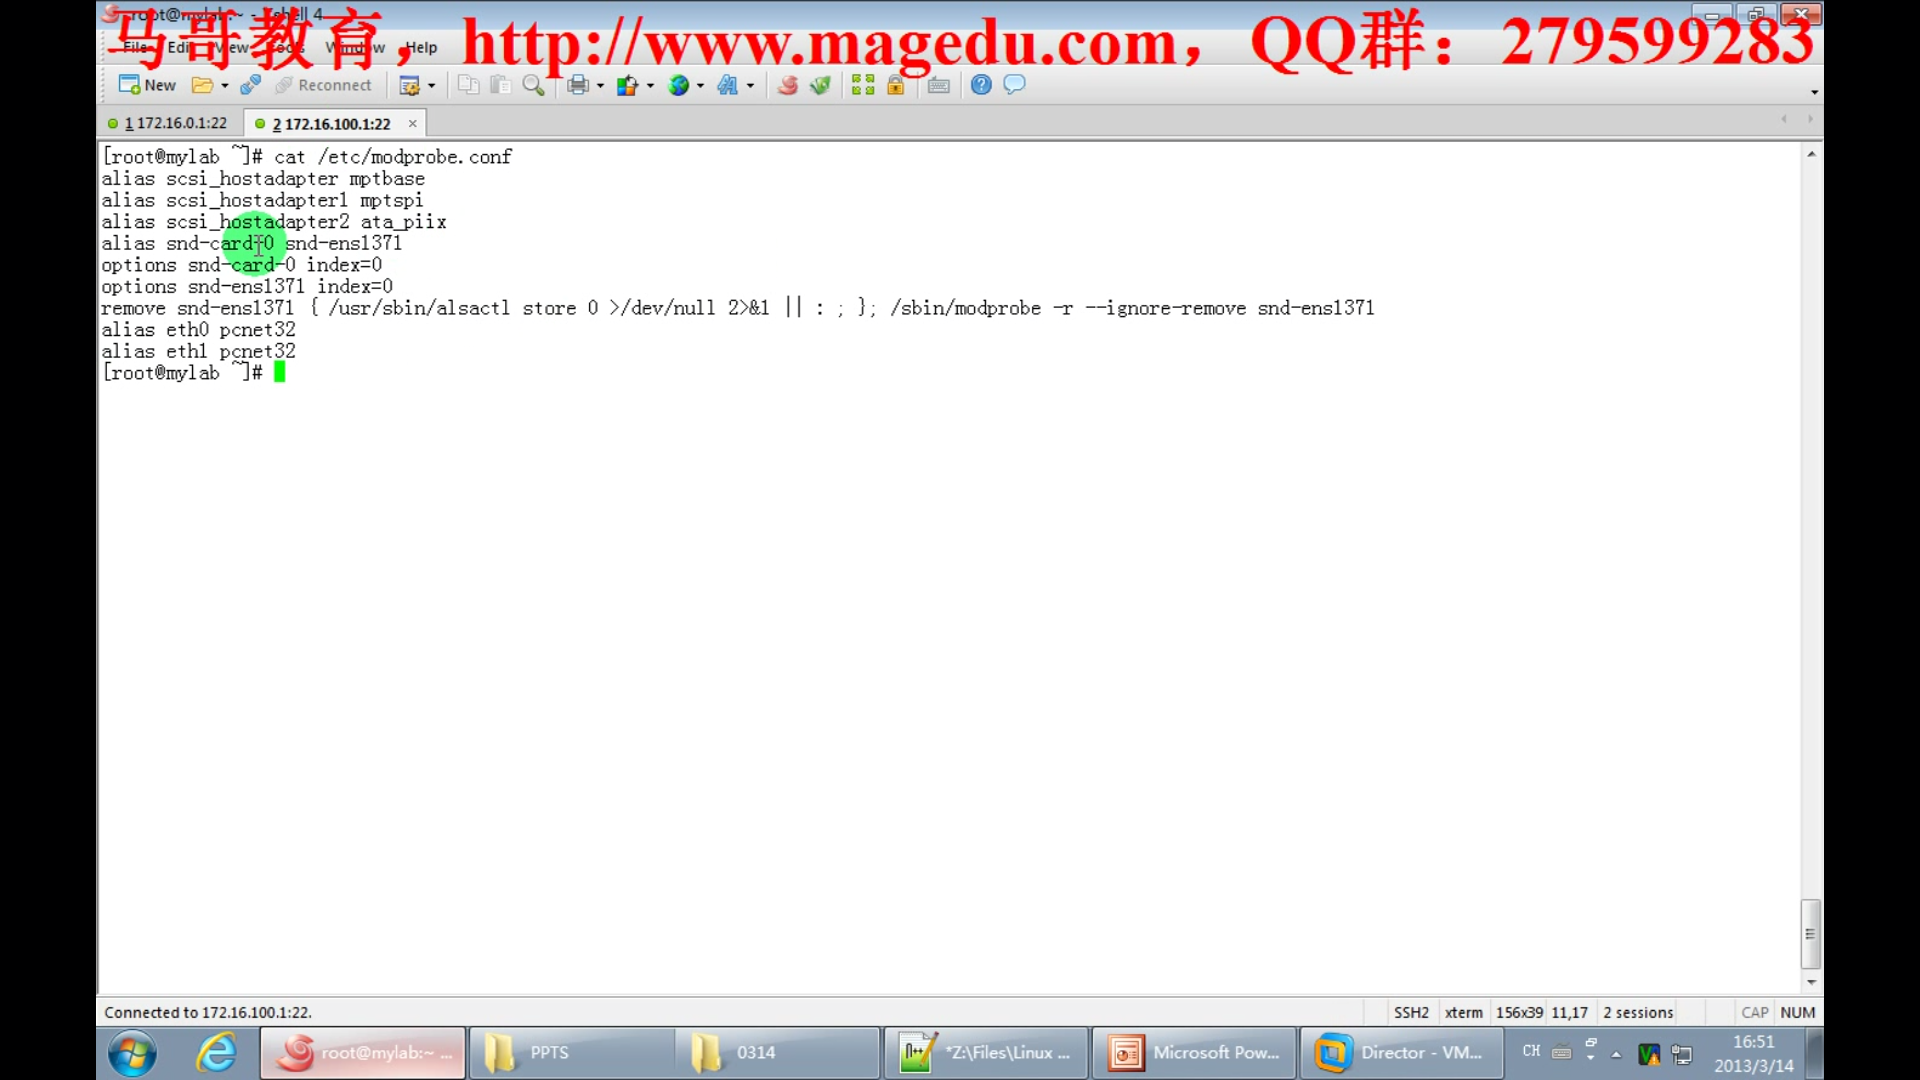 root@mylab:~ - Xshell 4
马哥教育，http://www.magedu.com，QQ群：279599283
File Edit View Tools Window Help
New Reconnect
1 172.16.0.1:22 2 172.16.100.1:22
[root@mylab ~]# cat /etc/modprobe.conf
alias scsi_hostadapter mptbase
alias scsi_hostadapter1 mptspi
alias scsi_hostadapter2 ata_piix
alias snd-card-0 snd-ens1371
options snd-card-0 index=0
options snd-ens1371 index=0
remove snd-ens1371 { /usr/sbin/alsactl store 0 >/dev/null 2>&1 || : ; }; /sbin/modprobe -r --ignore-remove snd-ens1371
alias eth0 pcnet32
alias eth1 pcnet32
[root@mylab ~]#
Connected to 172.16.100.1:22. SSH2 xterm 156x39 11,17 2 sessions CAP NUM
root@mylab:~ ... PPTS 0314 *Z:\Files\Linux ... Microsoft Pow... Director - VM... CH 16:51
2013/3/14